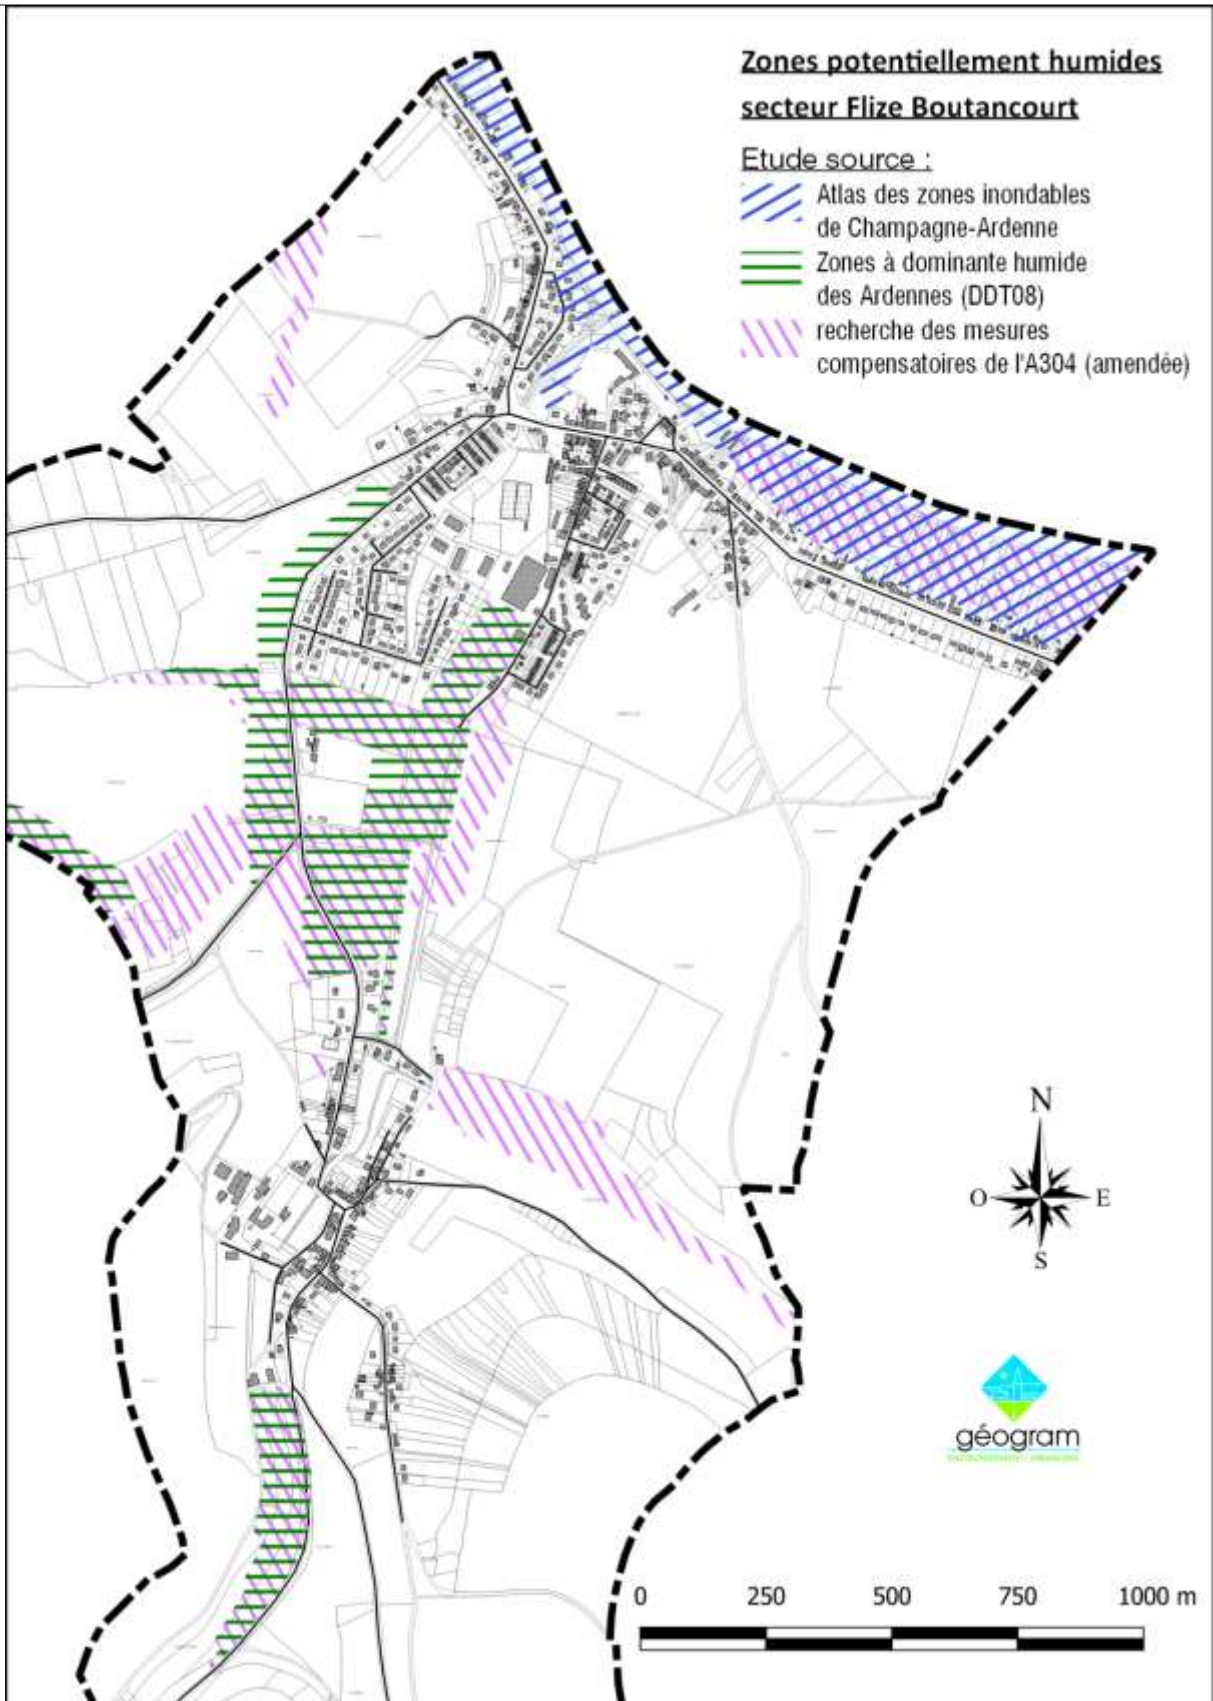 Zones potentiellement humides
secteur Flize Boutancourt
Etude source :
Atlas des zones inondables
de Champagne-Ardenne
Zones à dominante humide
des Ardennes (DDT08)
recherche des mesures
compensatoires de l'A304 (amendée)
N
O
E
S
géogram
0 250 500 750 1000 m